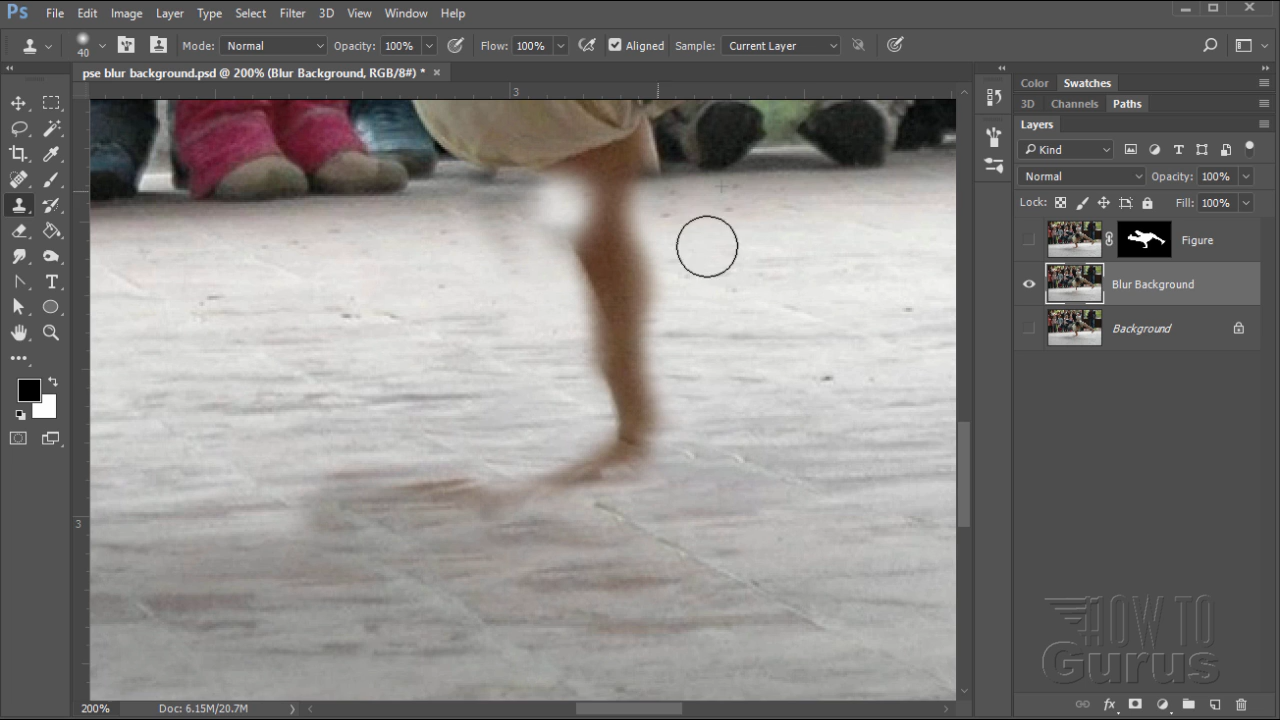 Ps File Edit Image Layer Type Select Filter 3D View Window Help
40 Mode: Normal Opacity: 100% Flow: 100% Aligned Sample: Current Layer
pse blur background.psd @ 200% (Blur Background, RGB/8#) * ×
3
3
Color Swatches
3D Channels Paths
Layers
Kind
Normal Opacity: 100%
Lock: Fill: 100%
Figure
Blur Background
Background
HOW TO
Gurus
200% Doc: 6.15M/20.7M